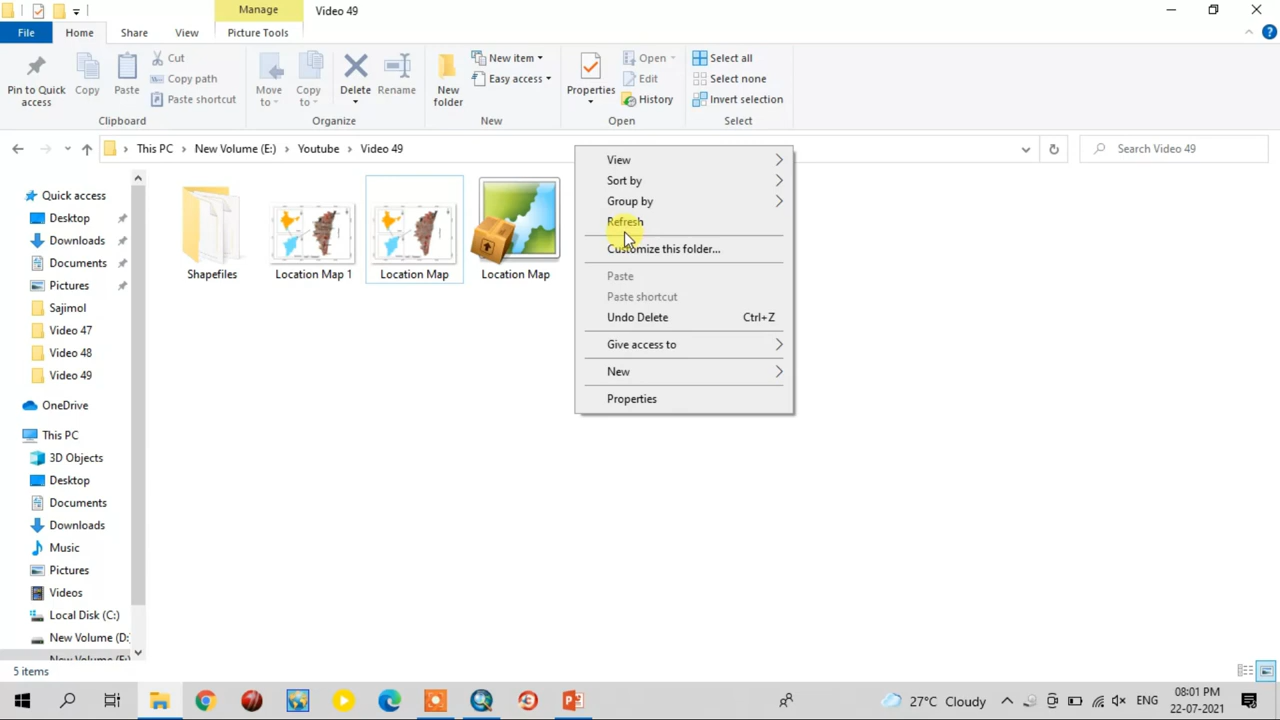 Manage
Video 49
File
Home
Share
View
Picture Tools
Pin to Quick access
Copy
Paste
Cut
Copy path
Paste shortcut
Clipboard
Move to
Copy to
Delete
Rename
Organize
New folder
New item
Easy access
New
Properties
Open
Edit
History
Open
Select all
Select none
Invert selection
Select
This PC
New Volume (E:)
Youtube
Video 49
Search Video 49
Quick access
Desktop
Downloads
Documents
Pictures
Sajimol
Video 47
Video 48
Video 49
OneDrive
This PC
3D Objects
Desktop
Documents
Downloads
Music
Pictures
Videos
Local Disk (C:)
New Volume (D:
New Volume (E:)
Shapefiles
Location Map 1
Location Map
Location Map
View
Sort by
Group by
Refresh
Customize this folder...
Paste
Paste shortcut
Undo Delete Ctrl+Z
Give access to
New
Properties
5 items
27°C Cloudy
ENG
08:01 PM
22-07-2021